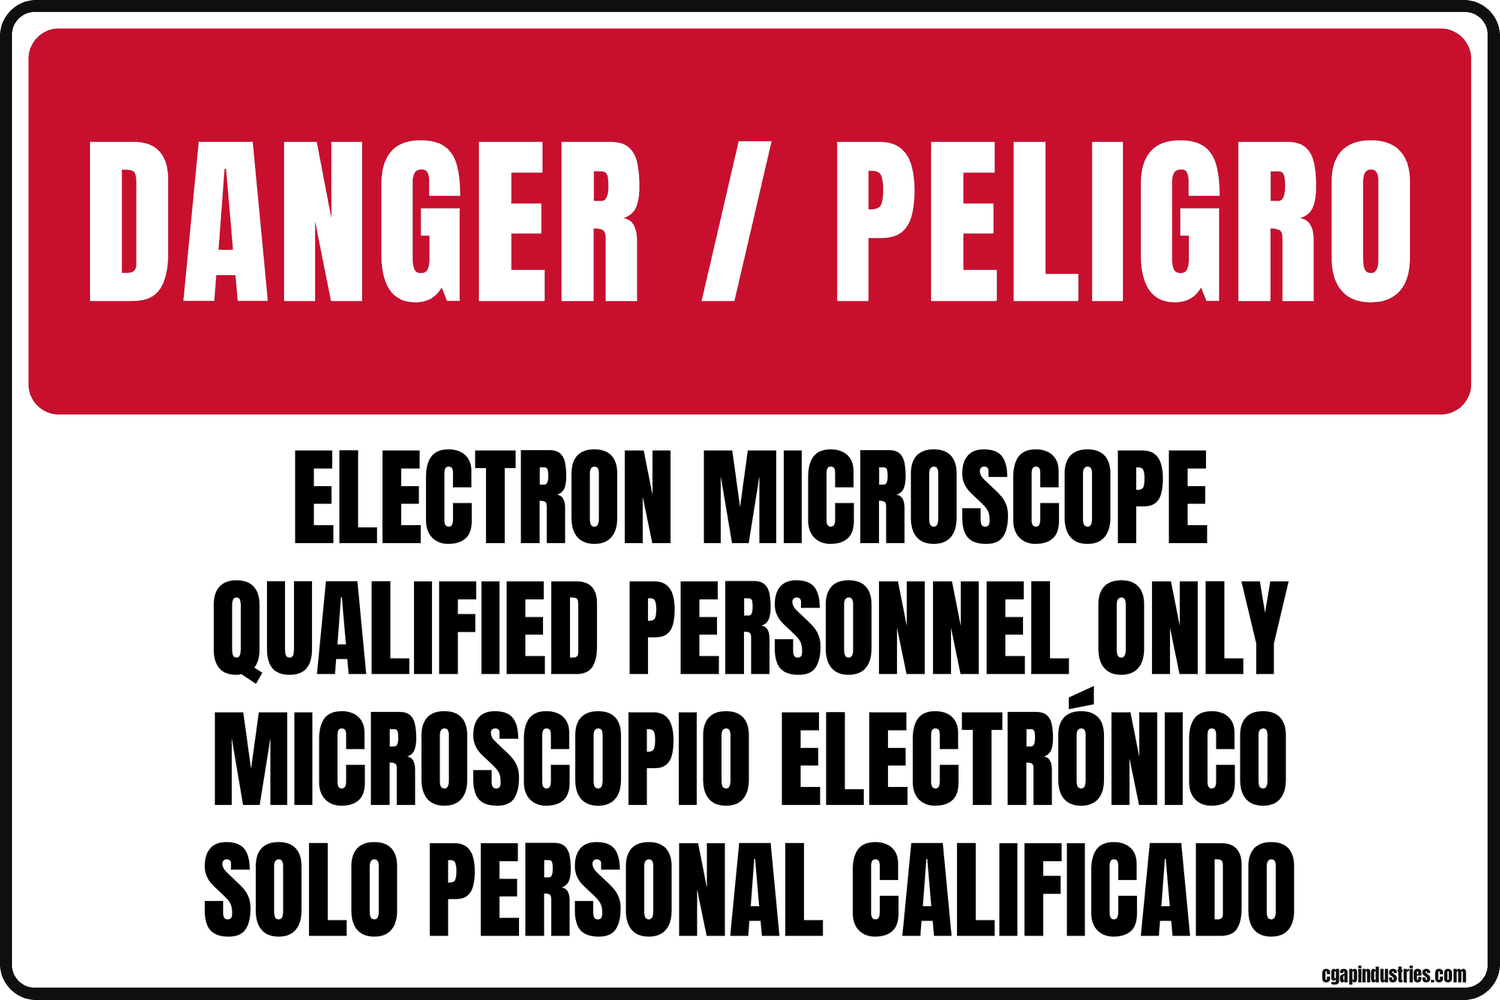 DANGER / PELIGRO
ELECTRON MICROSCOPE
QUALIFIED PERSONNEL ONLY
MICROSCOPIO ELECTRÓNICO
SOLO PERSONAL CALIFICADO
cgapindustries.com